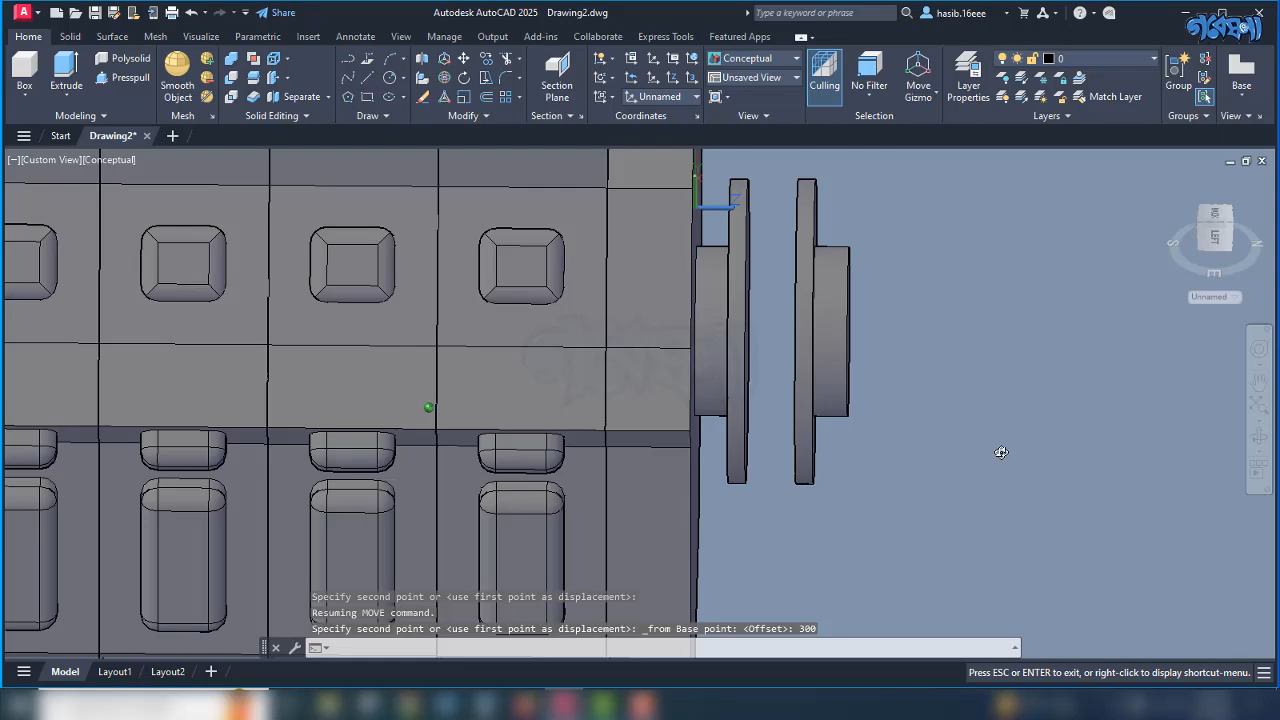 Share
Autodesk AutoCAD 2025 Drawing2.dwg
Type a keyword or phrase
hasib.16eee
গবেষণা
Home Solid Surface Mesh Visualize Parametric Insert Annotate View Manage Output Add-ins Collaborate Express Tools Featured Apps
Box
Extrude
Polysolid
Presspull
Modeling
Smooth
Object
Mesh
Separate
Solid Editing
Draw
Modify
Section
Plane
Section
Unnamed
Coordinates
Conceptual
Unsaved View
View
Culling
No Filter
Move
Gizmo
Selection
Layer
Properties
0
Match Layer
Layers
Group
Groups
Base
View
Start Drawing2*
[−][Custom View][Conceptual]
Z
LEFT
S N
E
Unnamed
Specify second point or <use first point as displacement>:
Resuming MOVE command.
Specify second point or <use first point as displacement>: _from Base point: <Offset>: 300
Model Layout1 Layout2
Press ESC or ENTER to exit, or right-click to display shortcut-menu.